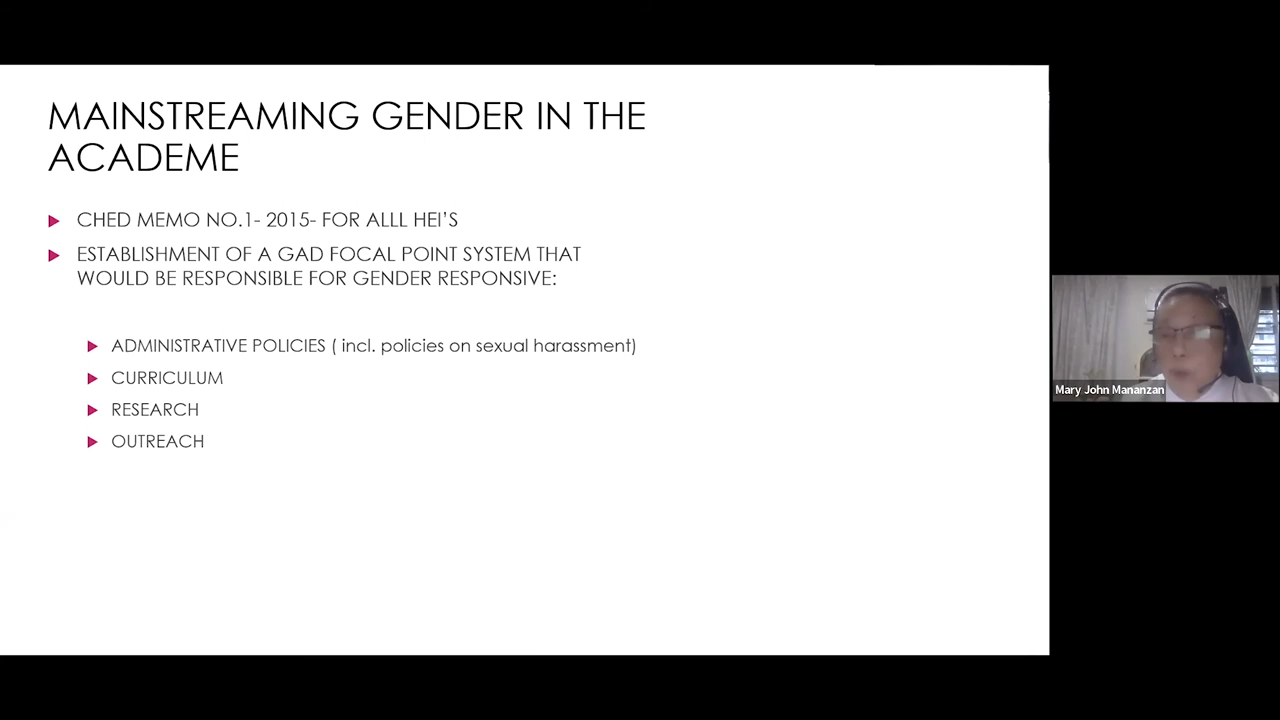 MAINSTREAMING GENDER IN THE
ACADEME
CHED MEMO NO.1- 2015- FOR ALLL HEI'S
ESTABLISHMENT OF A GAD FOCAL POINT SYSTEM THAT
WOULD BE RESPONSIBLE FOR GENDER RESPONSIVE:
ADMINISTRATIVE POLICIES ( incl. policies on sexual harassment)
CURRICULUM
RESEARCH
OUTREACH
Mary John Mananzan